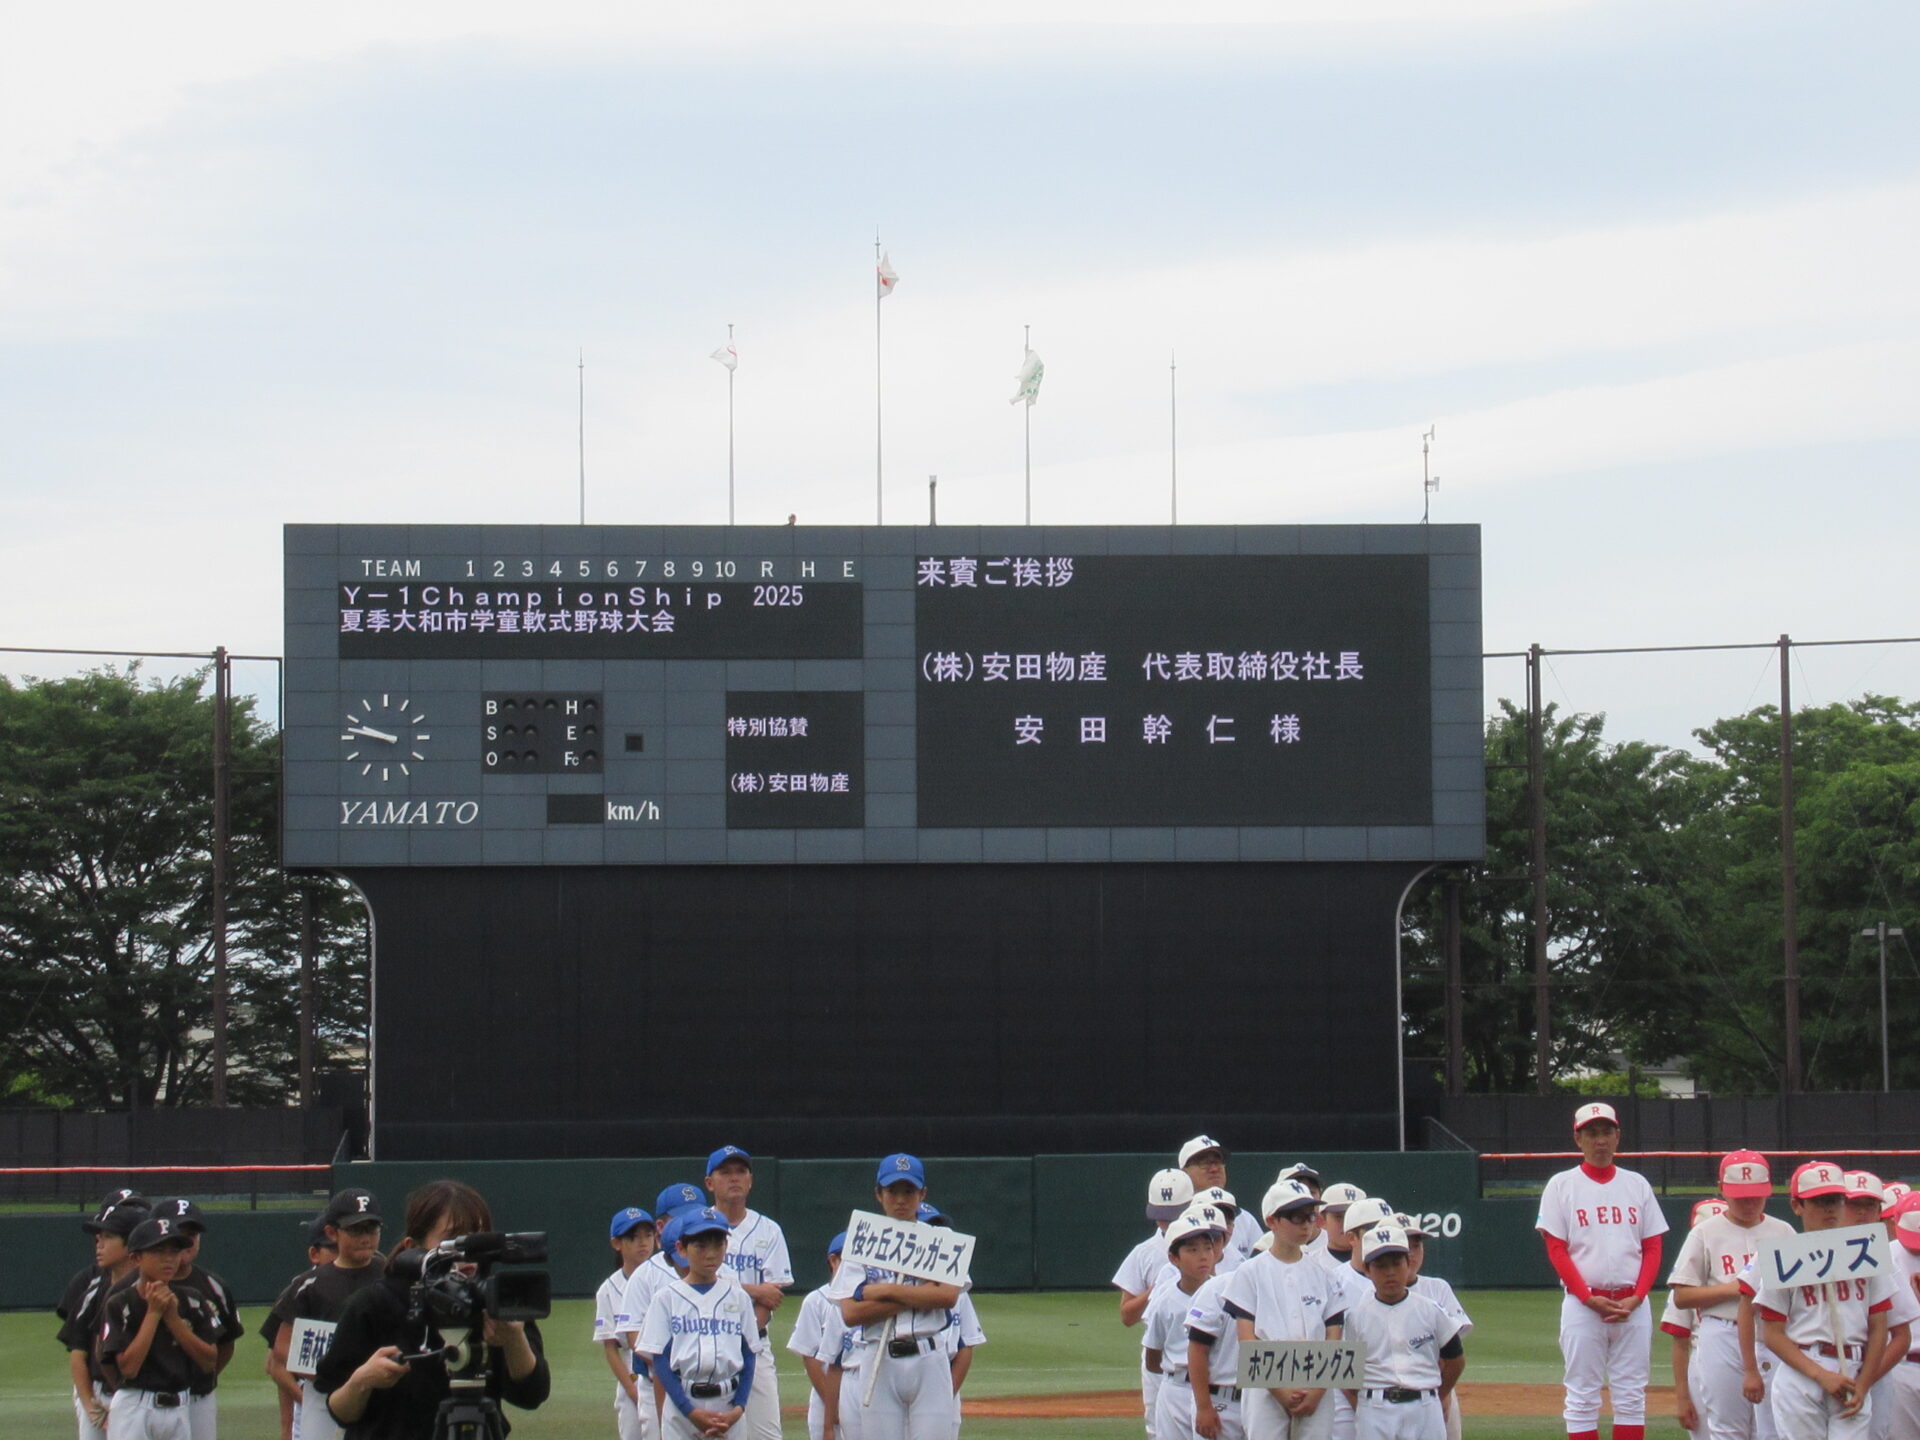 TEAM 1 2 3 4 5 6 7 8 9 10 R H E
Y－1ChampionShip 2025
夏季大和市学童軟式野球大会
B H
S E
O Fc
YAMATO
km/h
特別協賛
(株)安田物産
来賓ご挨拶
(株)安田物産 代表取締役社長
安田幹仁様
桜ヶ丘スラッガーズ
ホワイトキングス
レッズ
南林
Sluggers
REDS
REDS
120
F
F
F
S
S
W
W
R
R
R